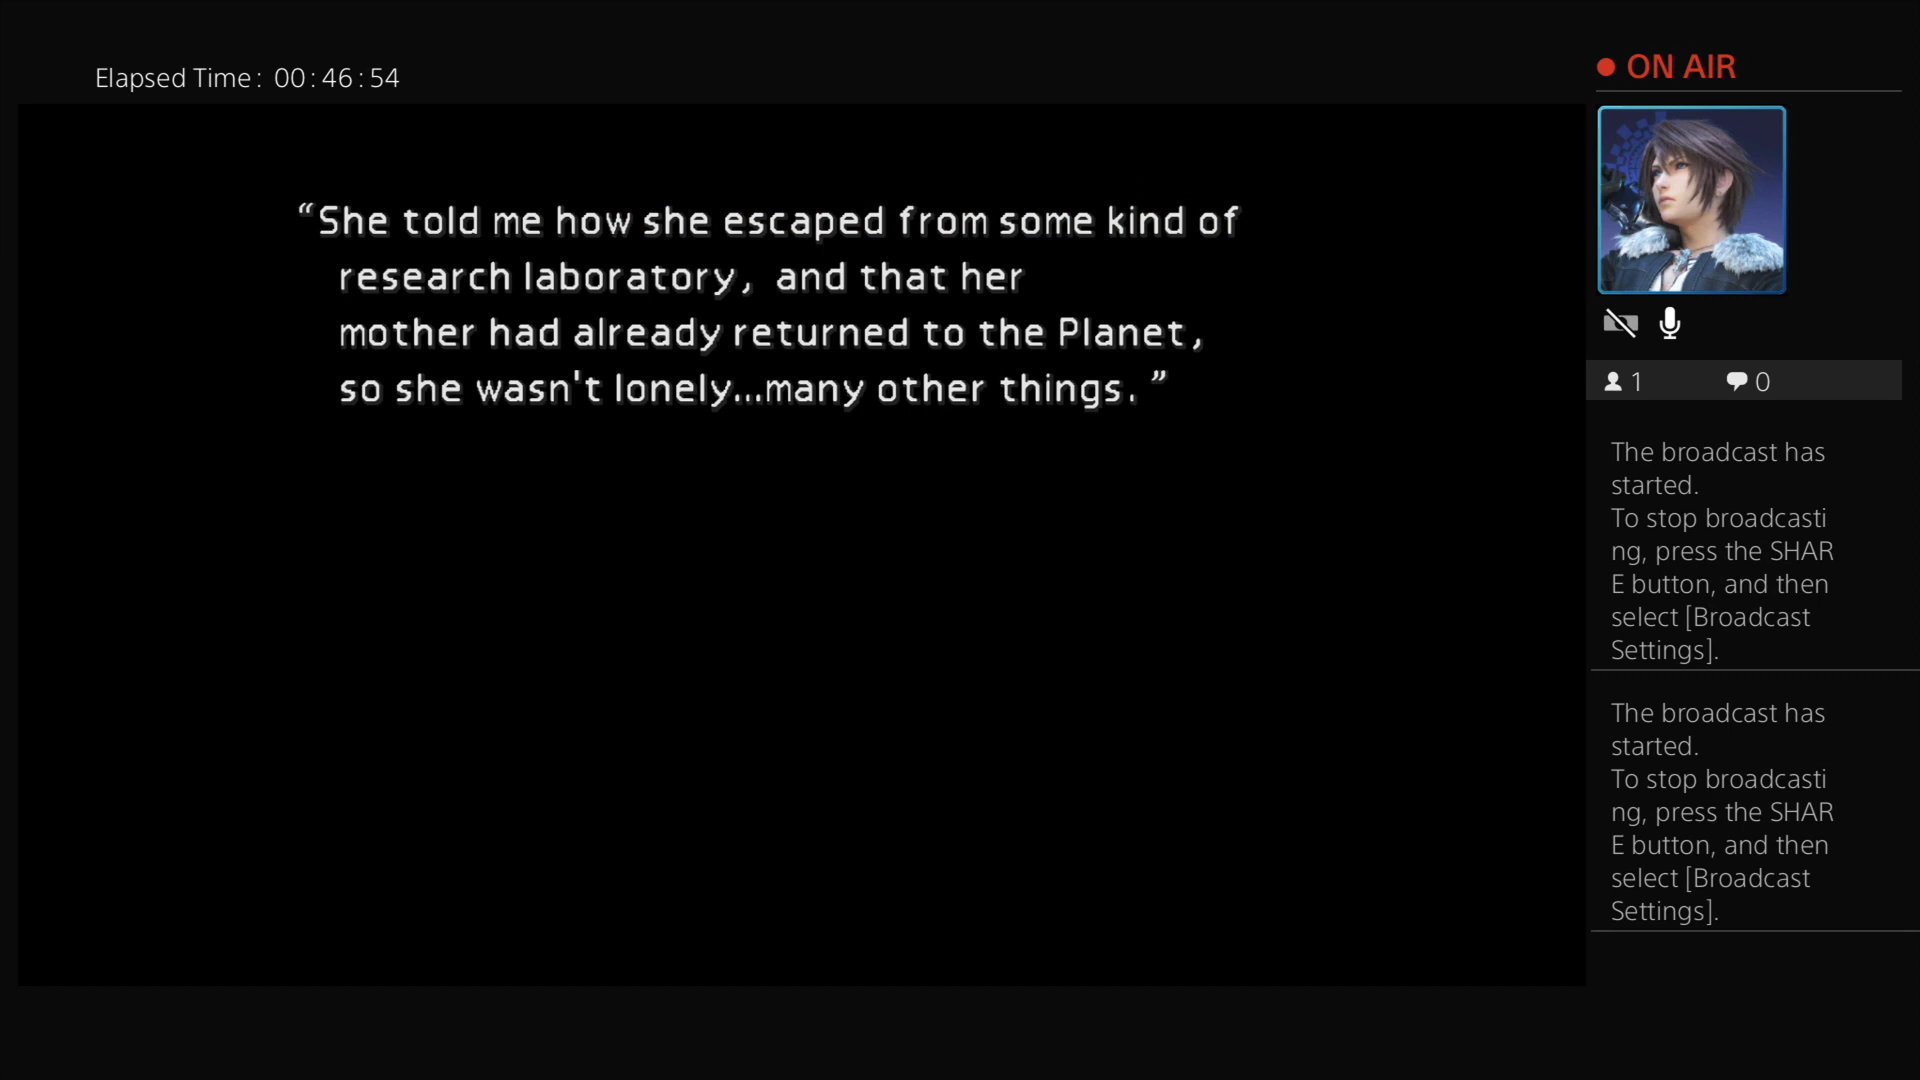 Elapsed Time: 00:46:54
ON AIR
“She told me how she escaped from some kind of
research laboratory, and that her
mother had already returned to the Planet,
so she wasn't lonely...many other things.”
1
0
The broadcast has
started.
To stop broadcasti
ng, press the SHAR
E button, and then
select [Broadcast
Settings].
The broadcast has
started.
To stop broadcasti
ng, press the SHAR
E button, and then
select [Broadcast
Settings].